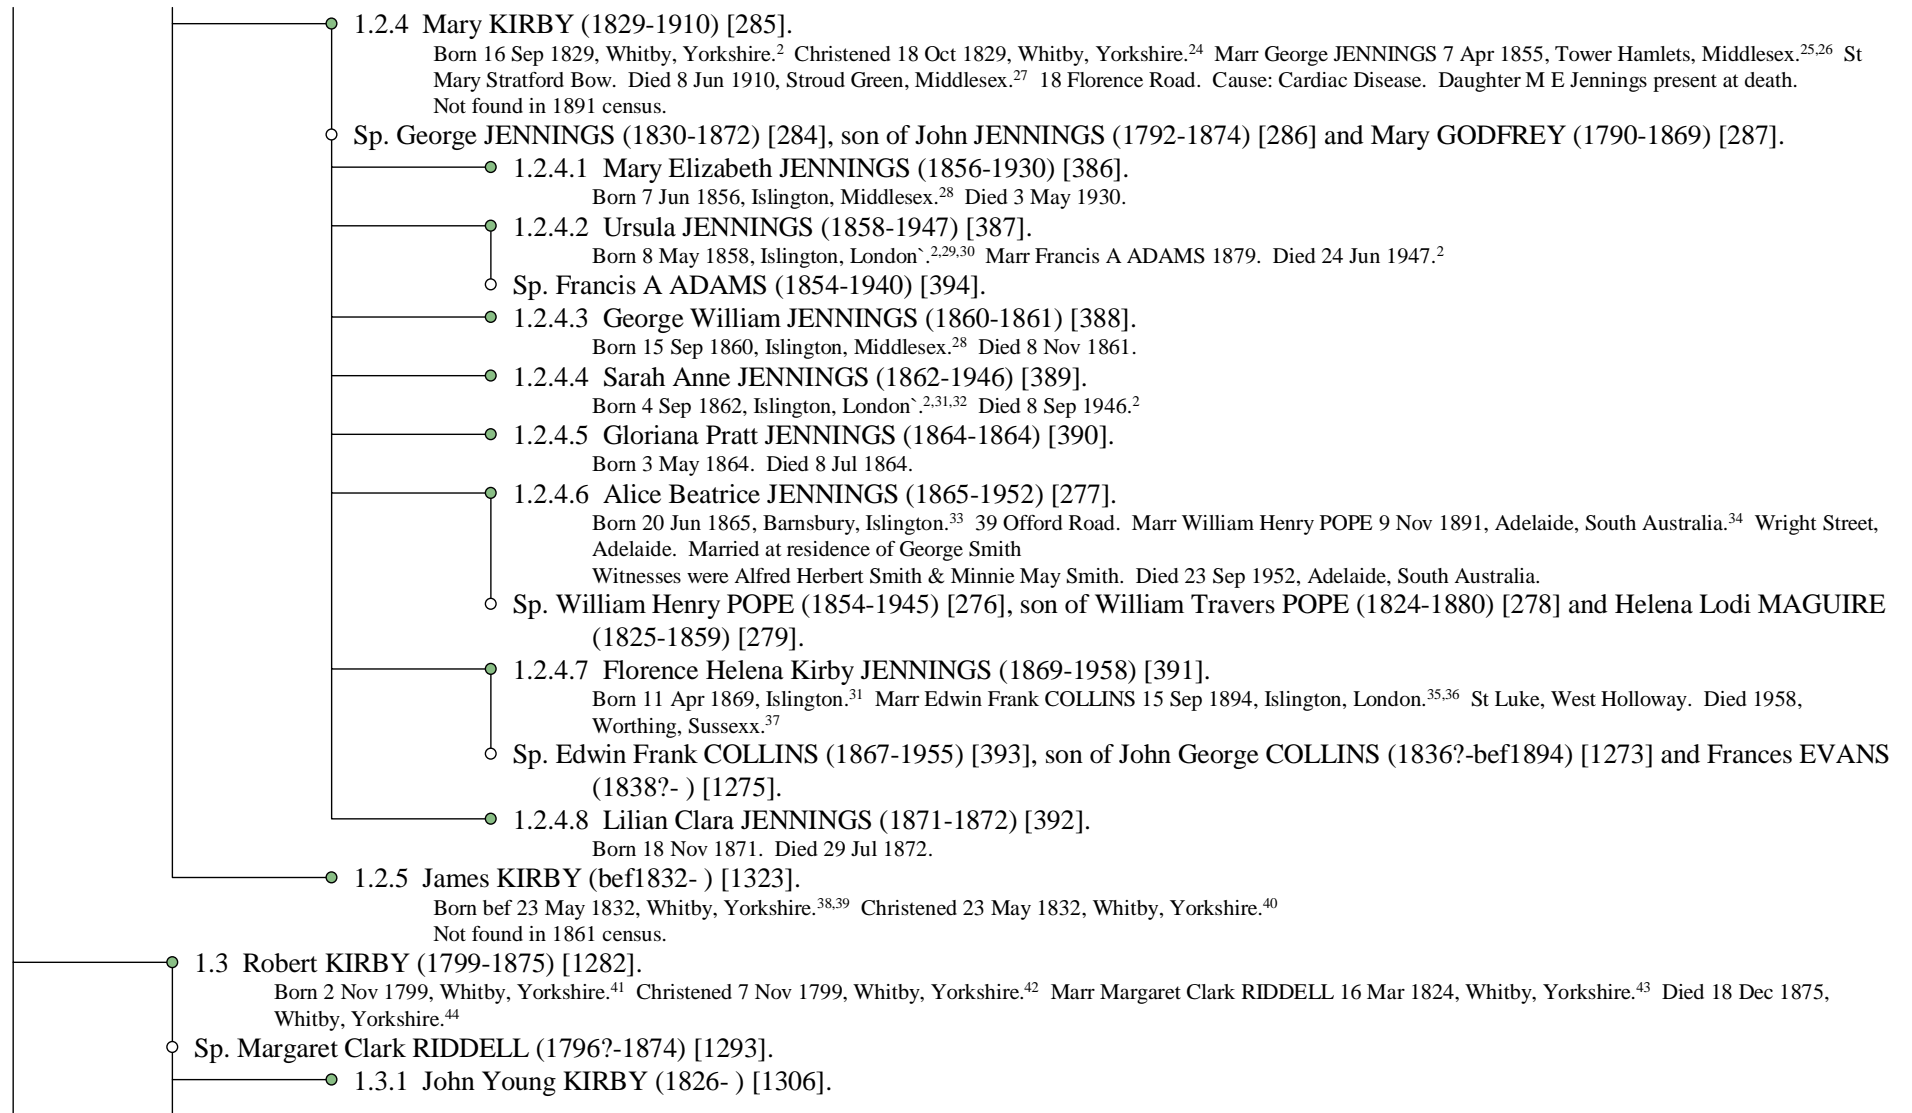 1.2.4 Mary KIRBY (1829-1910) [285].
Born 16 Sep 1829, Whitby, Yorkshire.2 Christened 18 Oct 1829, Whitby, Yorkshire.24 Marr George JENNINGS 7 Apr 1855, Tower Hamlets, Middlesex.25,26 St
Mary Stratford Bow. Died 8 Jun 1910, Stroud Green, Middlesex.27 18 Florence Road. Cause: Cardiac Disease. Daughter M E Jennings present at death.
Not found in 1891 census.
Sp. George JENNINGS (1830-1872) [284], son of John JENNINGS (1792-1874) [286] and Mary GODFREY (1790-1869) [287].
1.2.4.1 Mary Elizabeth JENNINGS (1856-1930) [386].
Born 7 Jun 1856, Islington, Middlesex.28 Died 3 May 1930.
1.2.4.2 Ursula JENNINGS (1858-1947) [387].
Born 8 May 1858, Islington, London`.2,29,30 Marr Francis A ADAMS 1879. Died 24 Jun 1947.2
Sp. Francis A ADAMS (1854-1940) [394].
1.2.4.3 George William JENNINGS (1860-1861) [388].
Born 15 Sep 1860, Islington, Middlesex.28 Died 8 Nov 1861.
1.2.4.4 Sarah Anne JENNINGS (1862-1946) [389].
Born 4 Sep 1862, Islington, London`.2,31,32 Died 8 Sep 1946.2
1.2.4.5 Gloriana Pratt JENNINGS (1864-1864) [390].
Born 3 May 1864. Died 8 Jul 1864.
1.2.4.6 Alice Beatrice JENNINGS (1865-1952) [277].
Born 20 Jun 1865, Barnsbury, Islington.33 39 Offord Road. Marr William Henry POPE 9 Nov 1891, Adelaide, South Australia.34 Wright Street,
Adelaide. Married at residence of George Smith
Witnesses were Alfred Herbert Smith & Minnie May Smith. Died 23 Sep 1952, Adelaide, South Australia.
Sp. William Henry POPE (1854-1945) [276], son of William Travers POPE (1824-1880) [278] and Helena Lodi MAGUIRE
(1825-1859) [279].
1.2.4.7 Florence Helena Kirby JENNINGS (1869-1958) [391].
Born 11 Apr 1869, Islington.31 Marr Edwin Frank COLLINS 15 Sep 1894, Islington, London.35,36 St Luke, West Holloway. Died 1958,
Worthing, Sussexx.37
Sp. Edwin Frank COLLINS (1867-1955) [393], son of John George COLLINS (1836?-bef1894) [1273] and Frances EVANS
(1838?- ) [1275].
1.2.4.8 Lilian Clara JENNINGS (1871-1872) [392].
Born 18 Nov 1871. Died 29 Jul 1872.
1.2.5 James KIRBY (bef1832- ) [1323].
Born bef 23 May 1832, Whitby, Yorkshire.38,39 Christened 23 May 1832, Whitby, Yorkshire.40
Not found in 1861 census.
1.3 Robert KIRBY (1799-1875) [1282].
Born 2 Nov 1799, Whitby, Yorkshire.41 Christened 7 Nov 1799, Whitby, Yorkshire.42 Marr Margaret Clark RIDDELL 16 Mar 1824, Whitby, Yorkshire.43 Died 18 Dec 1875,
Whitby, Yorkshire.44
Sp. Margaret Clark RIDDELL (1796?-1874) [1293].
1.3.1 John Young KIRBY (1826- ) [1306].